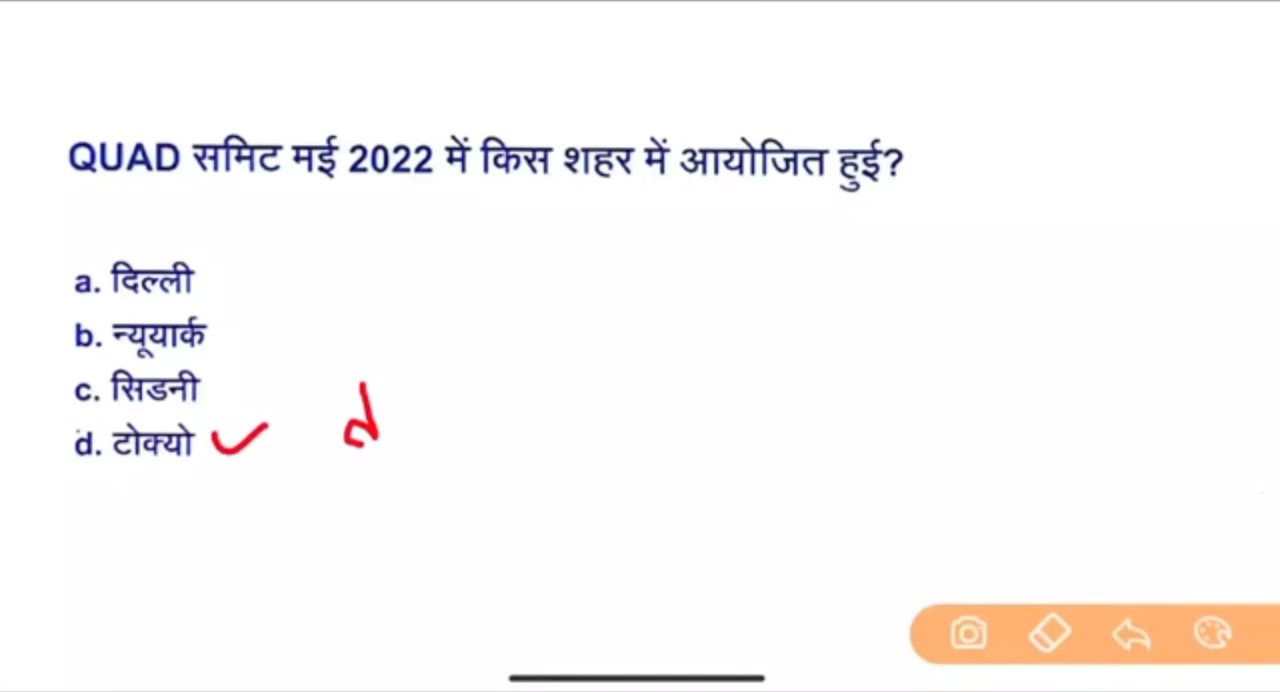 QUAD समिट मई 2022 में किस शहर में आयोजित हुई?
a. दिल्ली
b. न्यूयार्क
c. सिडनी
d. टोक्यो